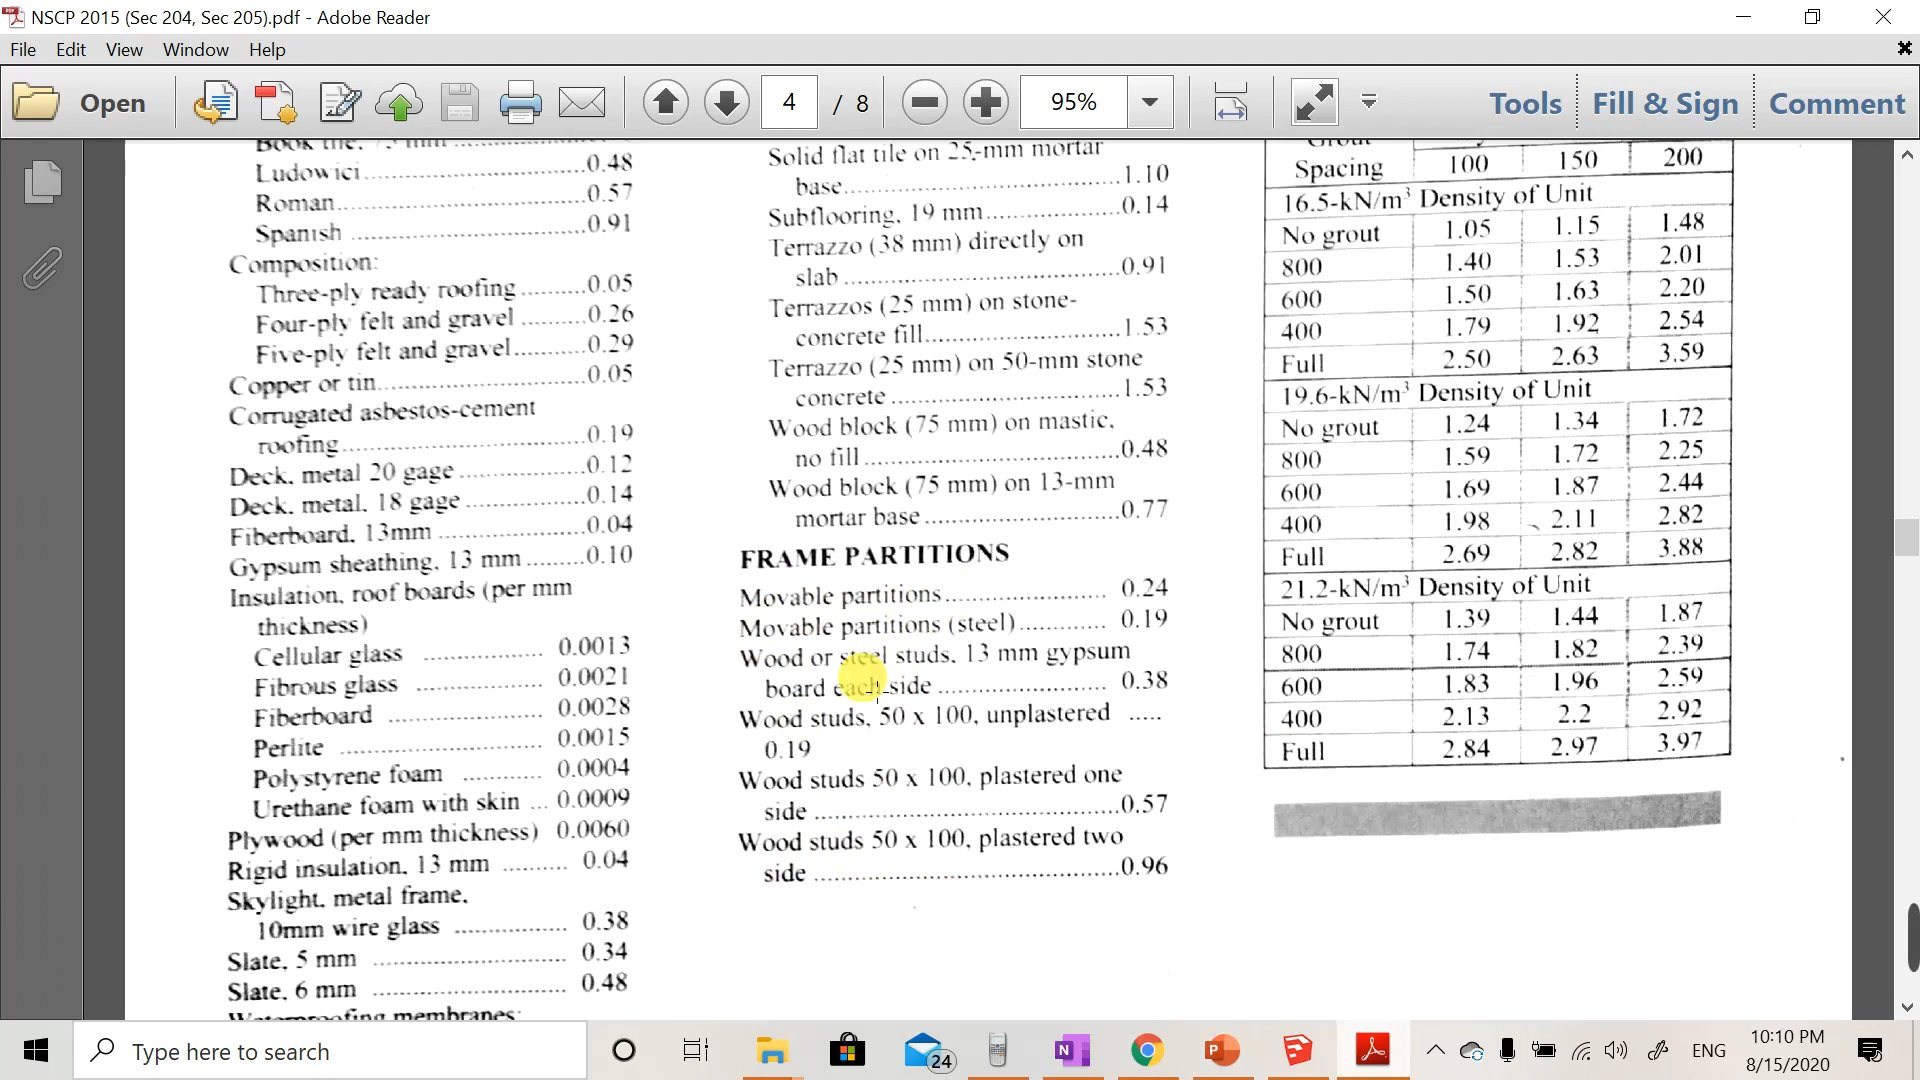 NSCP 2015 (Sec 204, Sec 205).pdf - Adobe Reader
File Edit View Window Help
Open
4 / 8
95%
Tools
Fill & Sign
Comment
Ludowici..............................0.48
Roman..................................0.57
Spanish ................................0.91
Composition:
Three-ply ready roofing .........0.05
Four-ply felt and gravel .........0.26
Five-ply felt and gravel..........0.29
Copper or tin............................0.05
Corrugated asbestos-cement
roofing.................................0.19
Deck, metal 20 gage .................0.12
Deck, metal, 18 gage ................0.14
Fiberboard, 13mm ....................0.04
Gypsum sheathing, 13 mm ........0.10
Insulation, roof boards (per mm
thickness)
Cellular glass ................ 0.0013
Fibrous glass ................. 0.0021
Fiberboard .................... 0.0028
Perlite ........................... 0.0015
Polystyrene foam ........... 0.0004
Urethane foam with skin ... 0.0009
Plywood (per mm thickness) 0.0060
Rigid insulation, 13 mm ......... 0.04
Skylight, metal frame,
10mm wire glass ................ 0.38
Slate, 5 mm ........................... 0.34
Slate, 6 mm ........................... 0.48
Waterproofing membranes:
Solid flat tile on 25-mm mortar
base.......................................1.10
Subflooring, 19 mm...................0.14
Terrazzo (38 mm) directly on
slab .......................................0.91
Terrazzos (25 mm) on stone-
concrete fill...........................1.53
Terrazzo (25 mm) on 50-mm stone
concrete ................................1.53
Wood block (75 mm) on mastic,
no fill ....................................0.48
Wood block (75 mm) on 13-mm
mortar base ............................0.77
FRAME PARTITIONS
Movable partitions........................ 0.24
Movable partitions (steel)............. 0.19
Wood or steel studs, 13 mm gypsum
board each side ......................... 0.38
Wood studs, 50 x 100, unplastered .....
0.19
Wood studs 50 x 100, plastered one
side ............................................0.57
Wood studs 50 x 100, plastered two
side ............................................0.96
Grout
Spacing 100 150 200
16.5-kN/m³ Density of Unit
No grout 1.05 1.15 1.48
800 1.40 1.53 2.01
600 1.50 1.63 2.20
400 1.79 1.92 2.54
Full 2.50 2.63 3.59
19.6-kN/m³ Density of Unit
No grout 1.24 1.34 1.72
800 1.59 1.72 2.25
600 1.69 1.87 2.44
400 1.98 2.11 2.82
Full 2.69 2.82 3.88
21.2-kN/m³ Density of Unit
No grout 1.39 1.44 1.87
800 1.74 1.82 2.39
600 1.83 1.96 2.59
400 2.13 2.2 2.92
Full 2.84 2.97 3.97
Type here to search
24
ENG
10:10 PM
8/15/2020